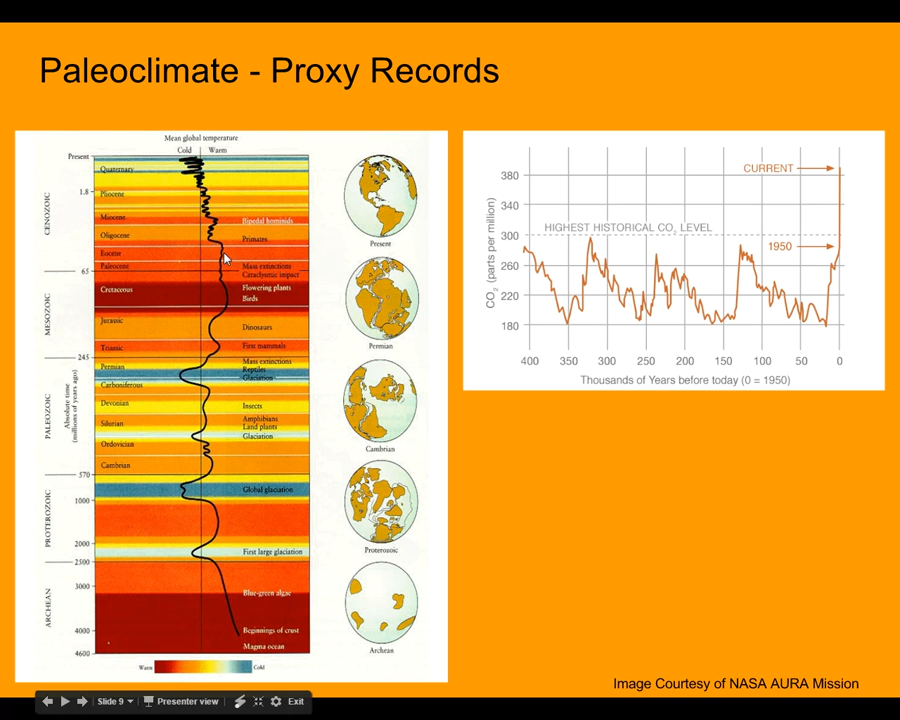 Paleoclimate - Proxy Records
Mean global temperature
Cold Warm
Present
Quaternary
1.8
Pliocene
Miocene
Bipedal hominids
Oligocene
Primates
Eocene
Paleocene
Mass extinctions
65
Cataclysmic impact
Cretaceous
Flowering plants
Birds
Jurassic
Dinosaurs
Triassic
First mammals
245
Mass extinctions
Permian
Reptiles
Glaciation
Carboniferous
Devonian
Insects
Silurian
Amphibians
Land plants
Glaciation
Ordovician
Cambrian
570
Global glaciation
1000
2000
First large glaciation
2500
3000
Blue-green algae
4000
Beginnings of crust
Magma ocean
4600
CENOZOIC
MESOZOIC
PALEOZOIC
PROTEROZOIC
ARCHEAN
Absolute time
(millions of years ago)
Warm Cold
Present
Permian
Cambrian
Proterozoic
Archean
CO2 (parts per million)
380
340
300
260
220
180
CURRENT
HIGHEST HISTORICAL CO2 LEVEL
1950
400 350 300 250 200 150 100 50 0
Thousands of Years before today (0 = 1950)
Image Courtesy of NASA AURA Mission
Slide 9 Presenter view Exit